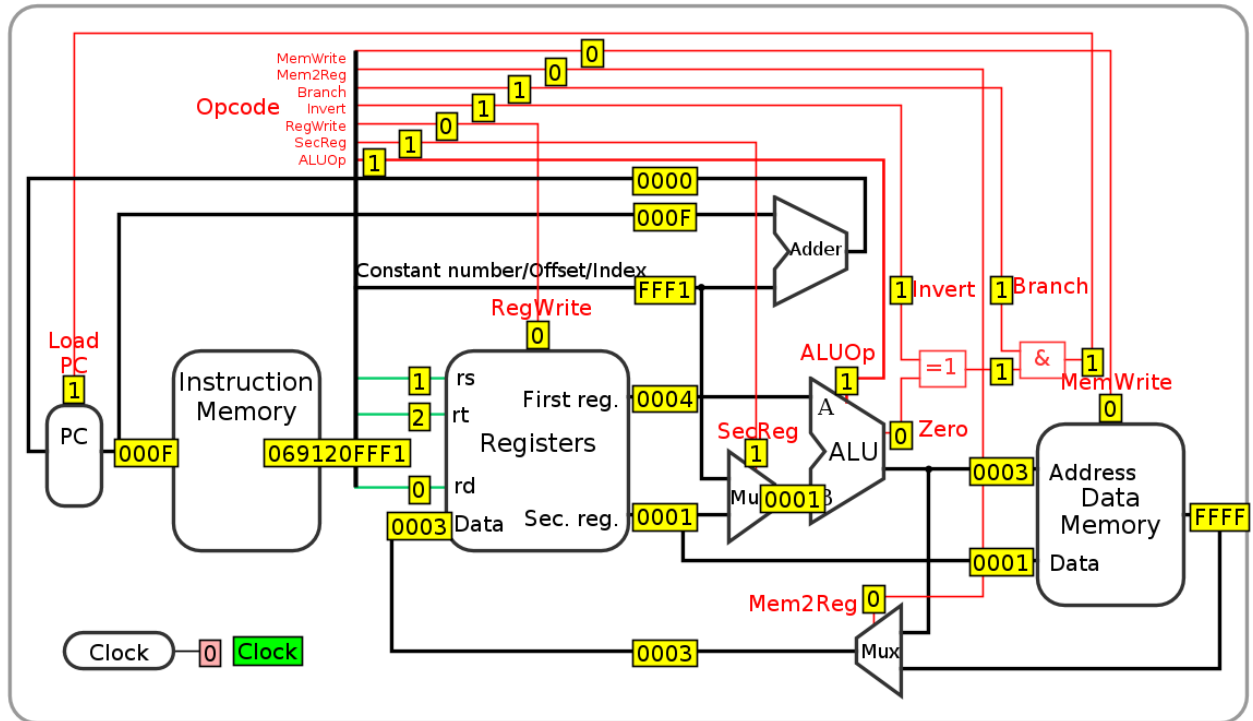 0
MemWrite
0
Mem2Reg
1
Branch
Opcode
1
Invert
0
RegWrite
1
SecReg
1
ALUOp
0000
000F
Adder
Constant number/Offset/Index
FFF1
1
Invert
1
Branch
RegWrite
0
Load
PC
1
PC
000F
Instruction
Memory
069120FFF1
1
rs
2
rt
0
rd
0003
Data
Registers
First reg.
0004
Sec. reg.
0001
SecReg
1
0001
ALUOp
1
A
ALU
0
Zero
=1
1
&
1
MemWrite
0
0003
Address
Data
Memory
0001
Data
FFFF
Mem2Reg
0
Mux
0003
Clock
0
Clock